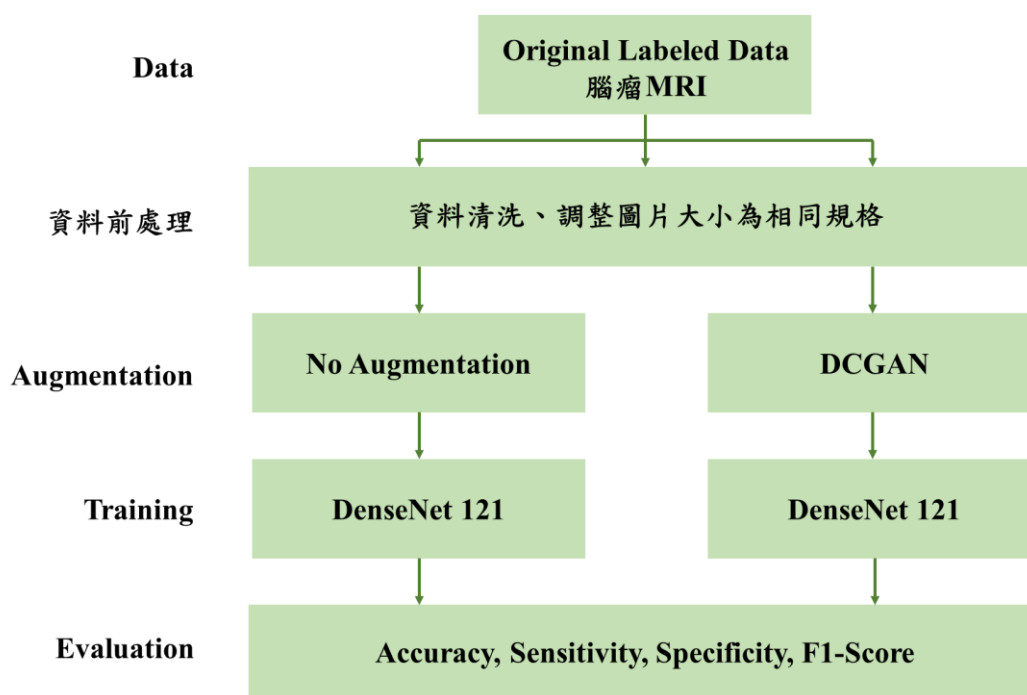 Data
Original Labeled Data
腦瘤MRI
資料前處理
資料清洗、調整圖片大小為相同規格
Augmentation
No Augmentation
DCGAN
Training
DenseNet 121
DenseNet 121
Evaluation
Accuracy, Sensitivity, Specificity, F1-Score